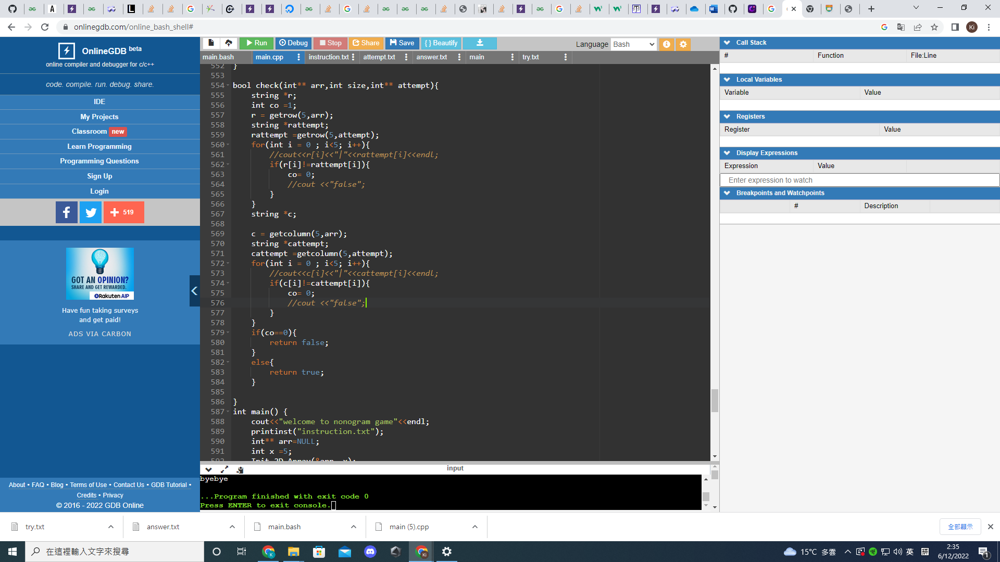 onlinegdb.com/online_bash_shell#
Ki
OnlineGDB beta
online compiler and debugger for c/c++
code. compile. run. debug. share.
IDE
My Projects
Classroom new
Learn Programming
Programming Questions
Sign Up
Login
519
GOT AN OPINION?
SHARE AND GET REWARDED.
Rakuten AIP
Have fun taking surveys
and get paid!
ADS VIA CARBON
About • FAQ • Blog • Terms of Use • Contact Us • GDB Tutorial •
Credits • Privacy
© 2016 - 2022 GDB Online
Run Debug Stop Share Save { } Beautify
Language Bash
main.bash main.cpp instruction.txt attempt.txt answer.txt main try.txt
552 }
553
554 bool check(int** arr,int size,int** attempt){
555 string *r;
556 int co =1;
557 r = getrow(5,arr);
558 string *rattempt;
559 rattempt =getrow(5,attempt);
560 for(int i = 0 ; i<5; i++){
561 //cout<<r[i]<<"|"<<rattempt[i]<<endl;
562 if(r[i]!=rattempt[i]){
563 co= 0;
564 //cout <<"false";
565 }
566 }
567 string *c;
568
569 c = getcolumn(5,arr);
570 string *cattempt;
571 cattempt =getcolumn(5,attempt);
572 for(int i = 0 ; i<5; i++){
573 //cout<<c[i]<<"|"<<cattempt[i]<<endl;
574 if(c[i]!=cattempt[i]){
575 co= 0;
576 //cout <<"false";
577 }
578 }
579 if(co==0){
580 return false;
581 }
582 else{
583 return true;
584 }
585
586 }
587 int main() {
588 cout<<"welcome to nonogram game"<<endl;
589 printinst("instruction.txt");
590 int** arr=NULL;
591 int x =5;
592 Init_2D_Array(&arr, x);
input
byebye
...Program finished with exit code 0
Press ENTER to exit console.
Call Stack
# Function File:Line
Local Variables
Variable Value
Registers
Register Value
Display Expressions
Expression Value
Enter expression to watch
Breakpoints and Watchpoints
# Description
try.txt answer.txt main.bash main (5).cpp 全部顯示
在這裡輸入文字來搜尋
15°C 多雲 英
2:35
6/12/2022
1